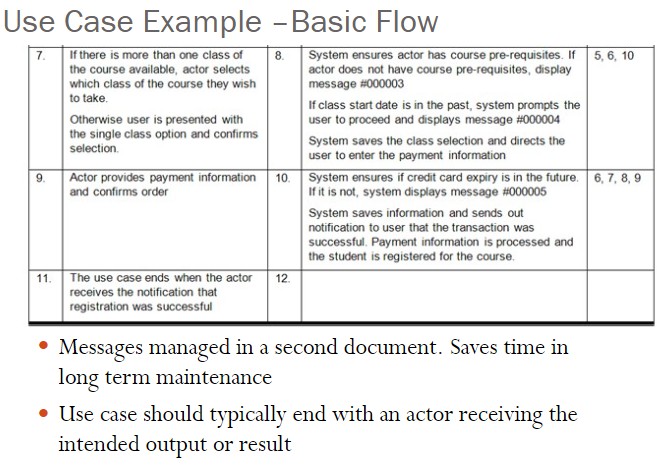 Use Case Example –Basic Flow
7.
If there is more than one class of
the course available, actor selects
which class of the course they wish
to take.
Otherwise user is presented with
the single class option and confirms
selection.
8.
System ensures actor has course pre-requisites. If
actor does not have course pre-requisites, display
message #000003
If class start date is in the past, system prompts the
user to proceed and displays message #000004
System saves the class selection and directs the
user to enter the payment information
5, 6, 10
9.
Actor provides payment information
and confirms order
10.
System ensures if credit card expiry is in the future.
If it is not, system displays message #000005
System saves information and sends out
notification to user that the transaction was
successful. Payment information is processed and
the student is registered for the course.
6, 7, 8, 9
11.
The use case ends when the actor
receives the notification that
registration was successful
12.
• Messages managed in a second document. Saves time in
long term maintenance
• Use case should typically end with an actor receiving the
intended output or result